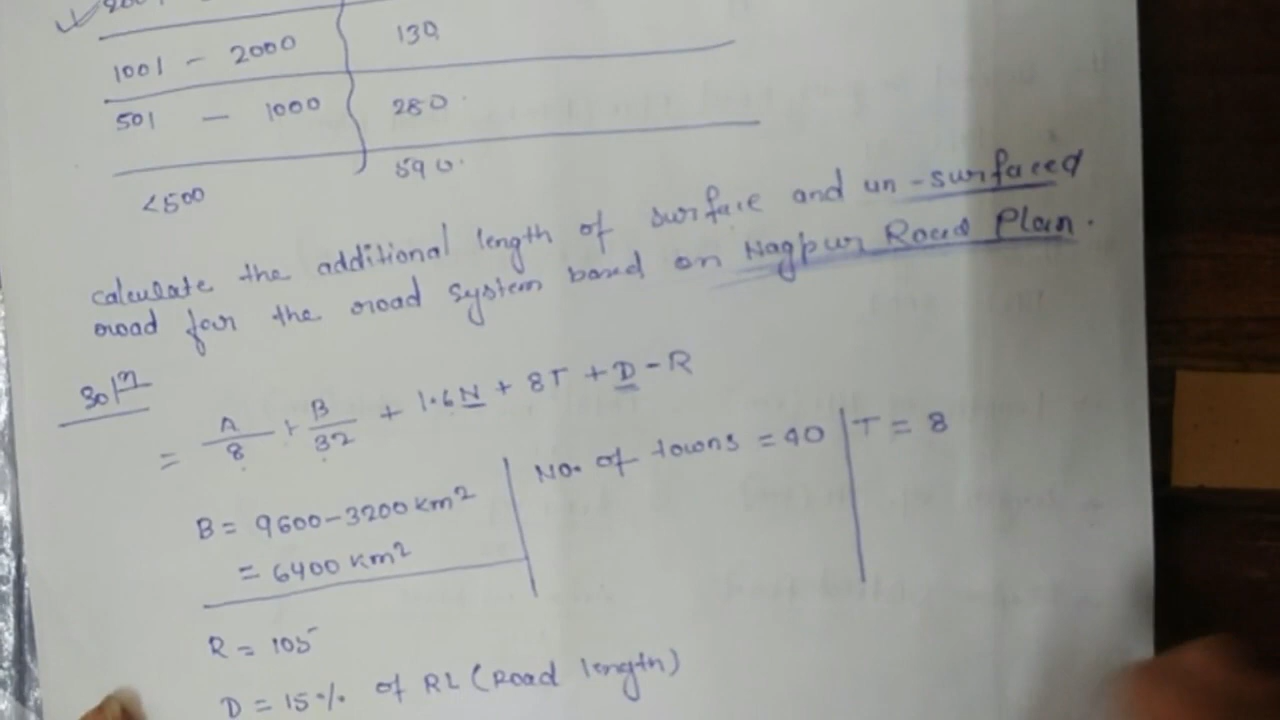 1001 - 2000 130
501 - 1000 280
<500 590
calculate the additional length of surface and un-surfaced
road for the road system based on Nagpur Road Plan.
Solⁿ
= A/8 + B/32 + 1.6N + 8T + D - R
B = 9600-3200 km²
= 6400 km²
No. of towns = 40
T = 8
R = 105
D = 15% of RL (Road length)